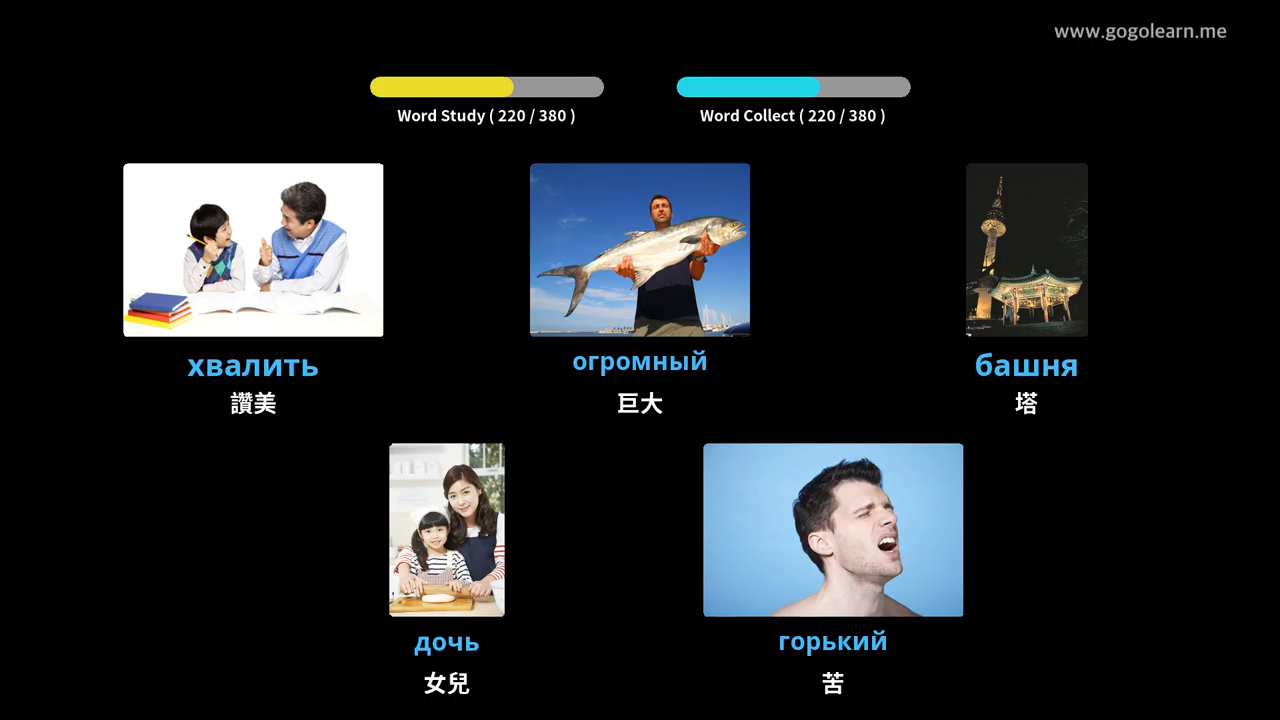 www.gogolearn.me
Word Study ( 220 / 380 )
Word Collect ( 220 / 380 )
хвалить
讚美
огромный
巨大
башня
塔
дочь
女兒
горький
苦